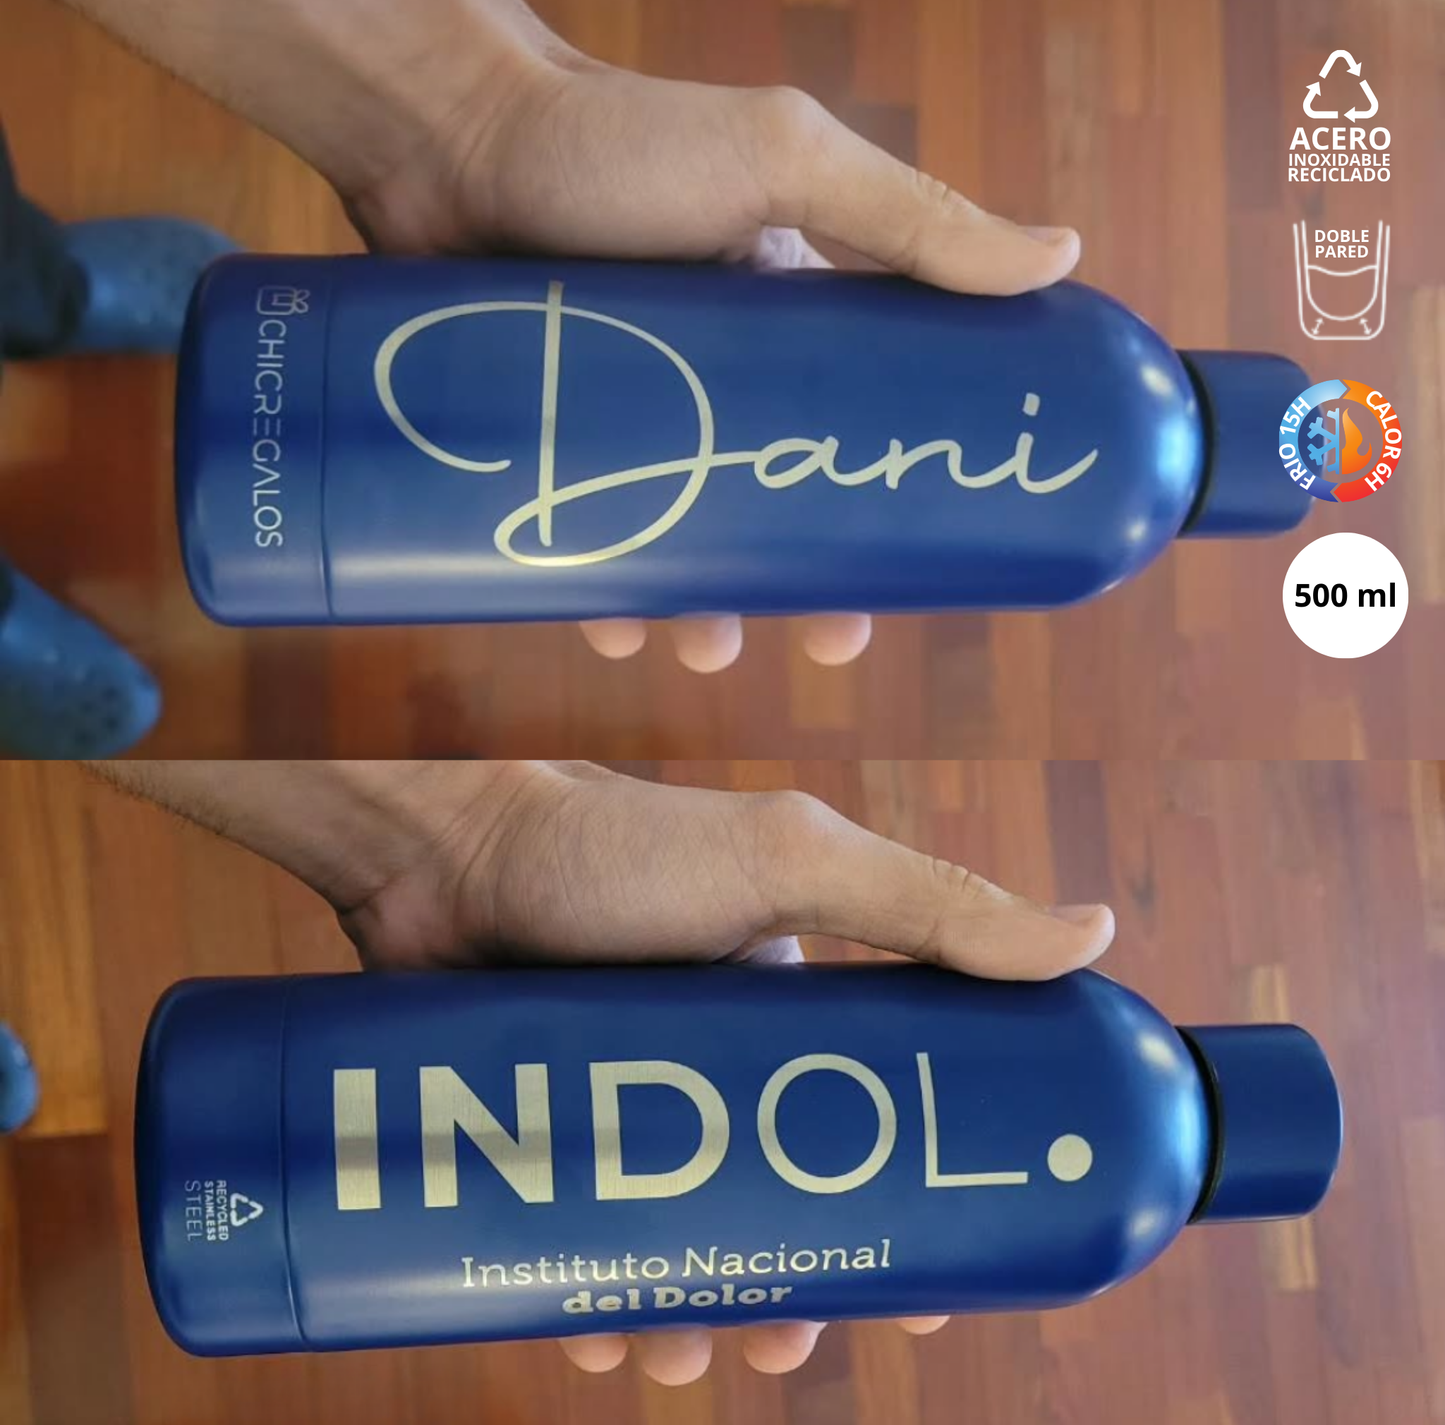 ACERO
INOXIDABLE
RECICLADO
DOBLE
PARED
FRIO 15H
CALOR 6H
500 ml
CHICREGALOS
Dani
INDOL.
Instituto Nacional
del Dolor
RECYCLED
STAINLESS
STEEL